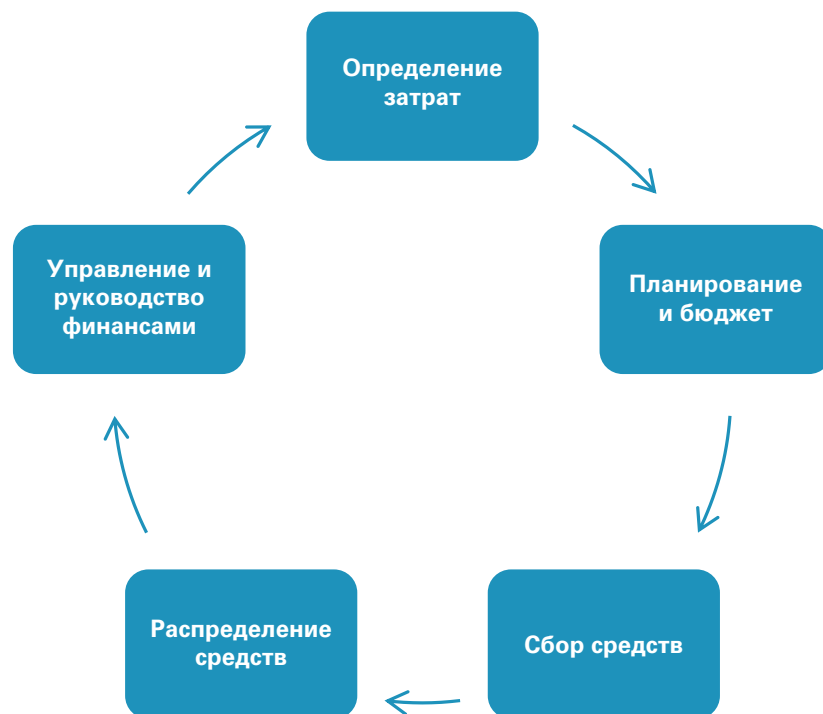 Определение
затрат
Планирование
и бюджет
Сбор средств
Распределение
средств
Управление и
руководство
финансами